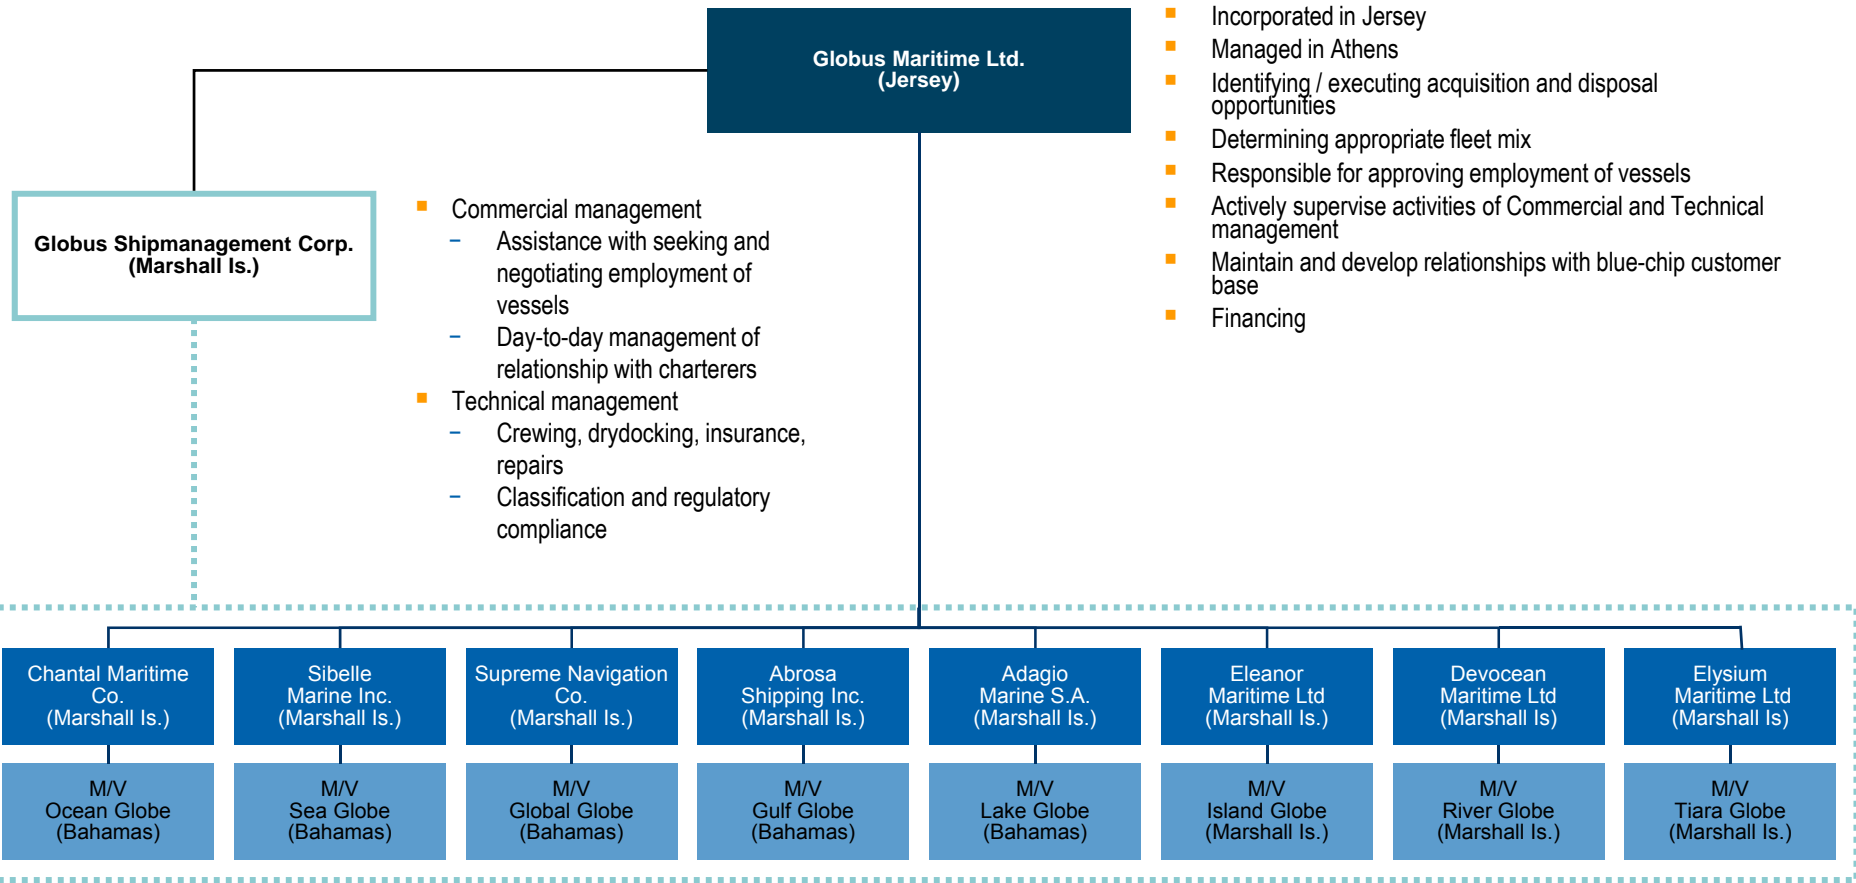 Globus Maritime Ltd.
(Jersey)
Incorporated in Jersey
Managed in Athens
Identifying / executing acquisition and disposal
opportunities
Determining appropriate fleet mix
Responsible for approving employment of vessels
Actively supervise activities of Commercial and Technical
management
Maintain and develop relationships with blue-chip customer
base
Financing
Globus Shipmanagement Corp.
(Marshall Is.)
Commercial management
– Assistance with seeking and
negotiating employment of
vessels
– Day-to-day management of
relationship with charterers
Technical management
– Crewing, drydocking, insurance,
repairs
– Classification and regulatory
compliance
Chantal Maritime
Co.
(Marshall Is.)
Sibelle
Marine Inc.
(Marshall Is.)
Supreme Navigation
Co.
(Marshall Is.)
Abrosa
Shipping Inc.
(Marshall Is.)
Adagio
Marine S.A.
(Marshall Is.)
Eleanor
Maritime Ltd
(Marshall Is.)
Devocean
Maritime Ltd
(Marshall Is)
Elysium
Maritime Ltd
(Marshall Is)
M/V
Ocean Globe
(Bahamas)
M/V
Sea Globe
(Bahamas)
M/V
Global Globe
(Bahamas)
M/V
Gulf Globe
(Bahamas)
M/V
Lake Globe
(Bahamas)
M/V
Island Globe
(Marshall Is.)
M/V
River Globe
(Marshall Is.)
M/V
Tiara Globe
(Marshall Is.)